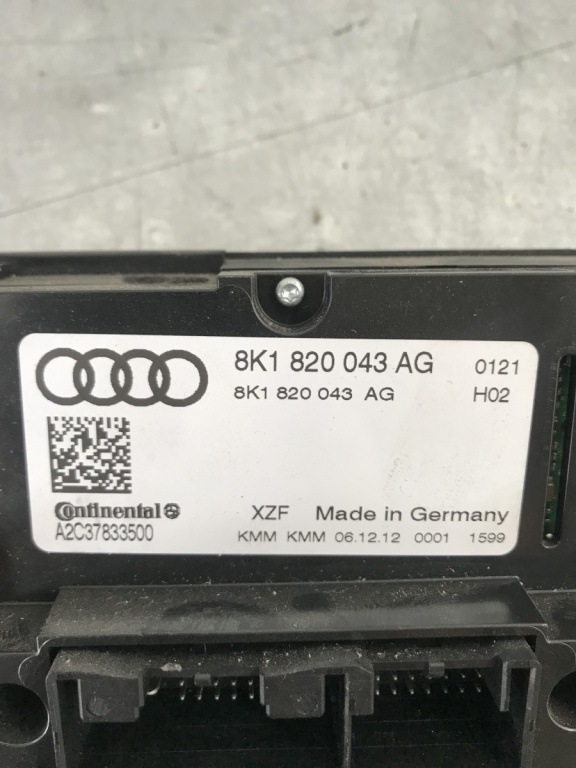 8K1 820 043 AG 0121
8K1 820 043 AG H02
Continental
A2C37833500
XZF Made in Germany
KMM KMM 06.12.12 0001 1599